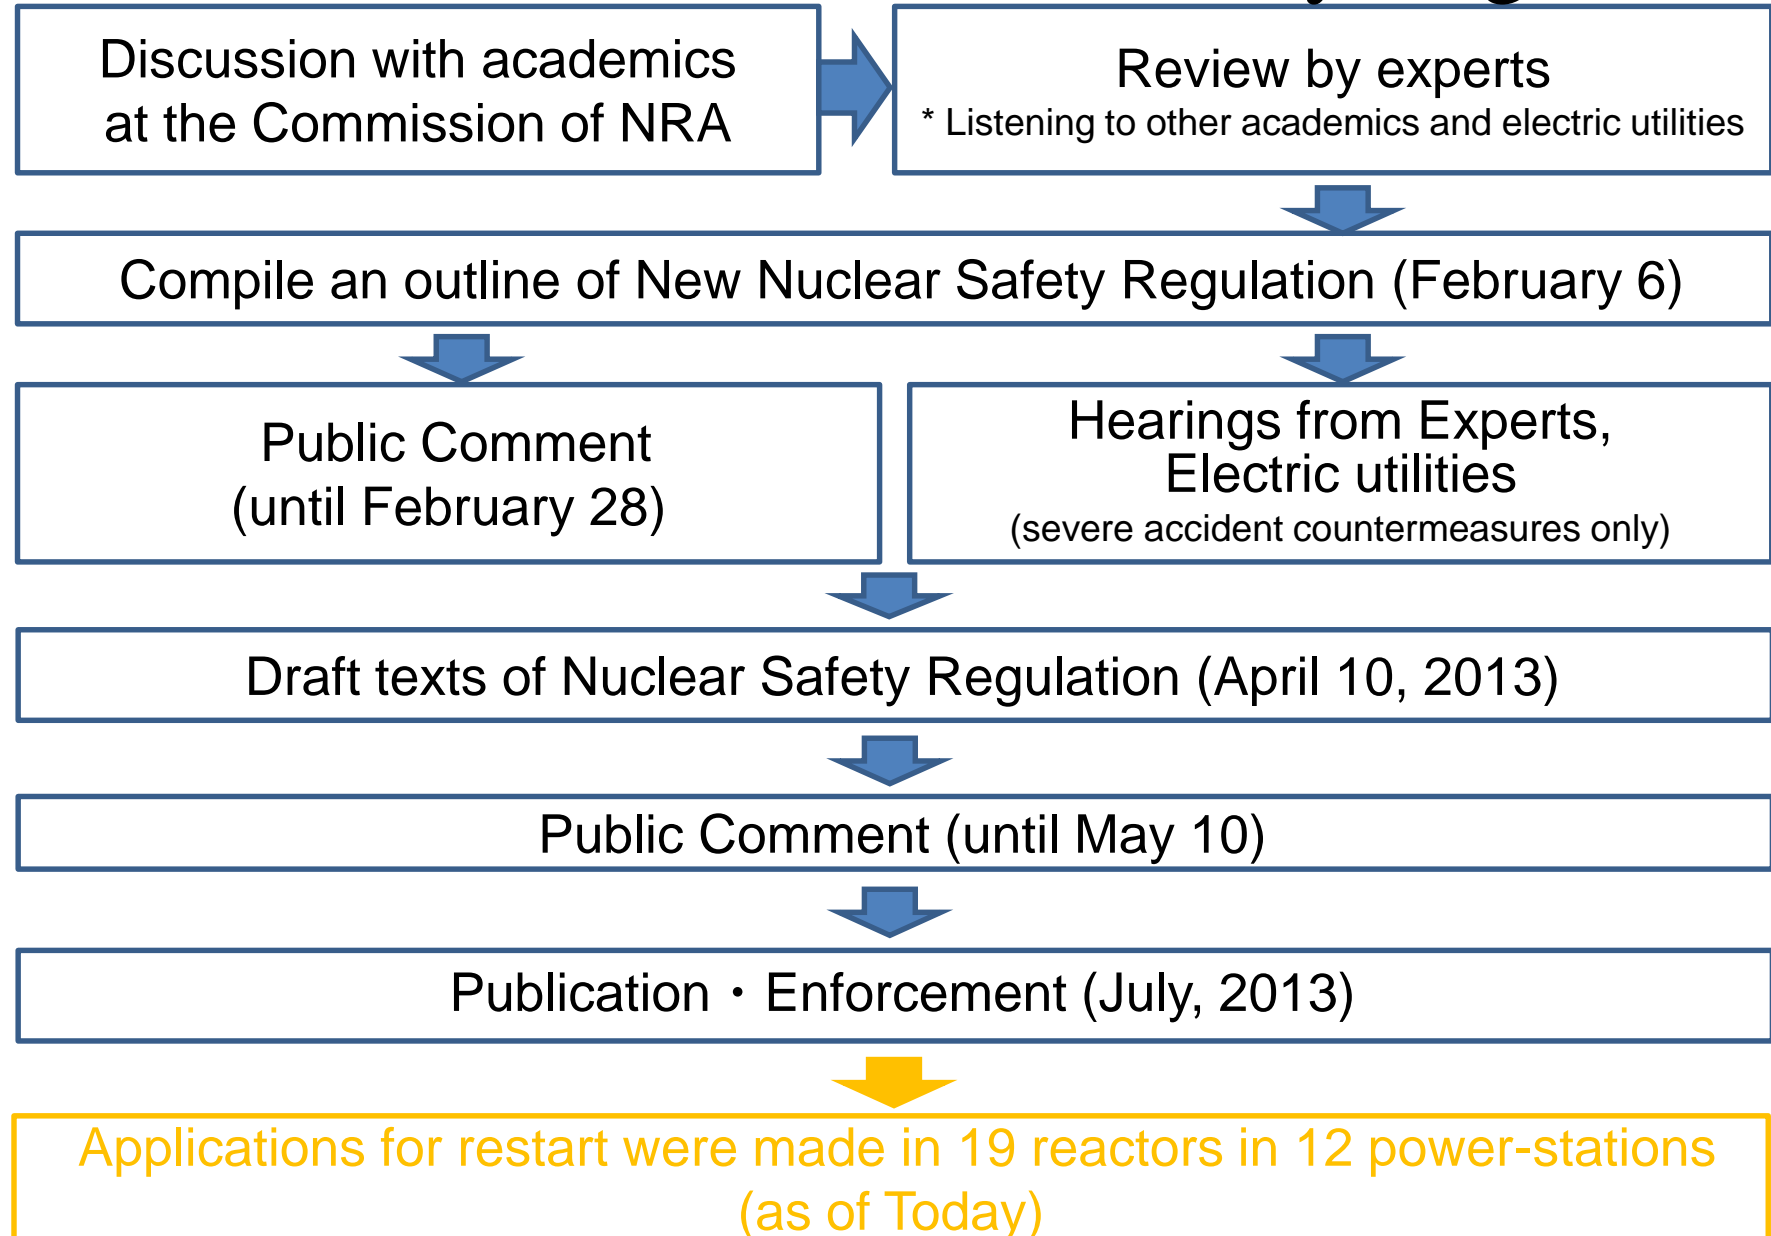 Discussion with academics
at the Commission of NRA
Review by experts
* Listening to other academics and electric utilities
Compile an outline of New Nuclear Safety Regulation (February 6)
Public Comment
(until February 28)
Hearings from Experts,
Electric utilities
(severe accident countermeasures only)
Draft texts of Nuclear Safety Regulation (April 10, 2013)
Public Comment (until May 10)
Publication・Enforcement (July, 2013)
Applications for restart were made in 19 reactors in 12 power-stations
(as of Today)